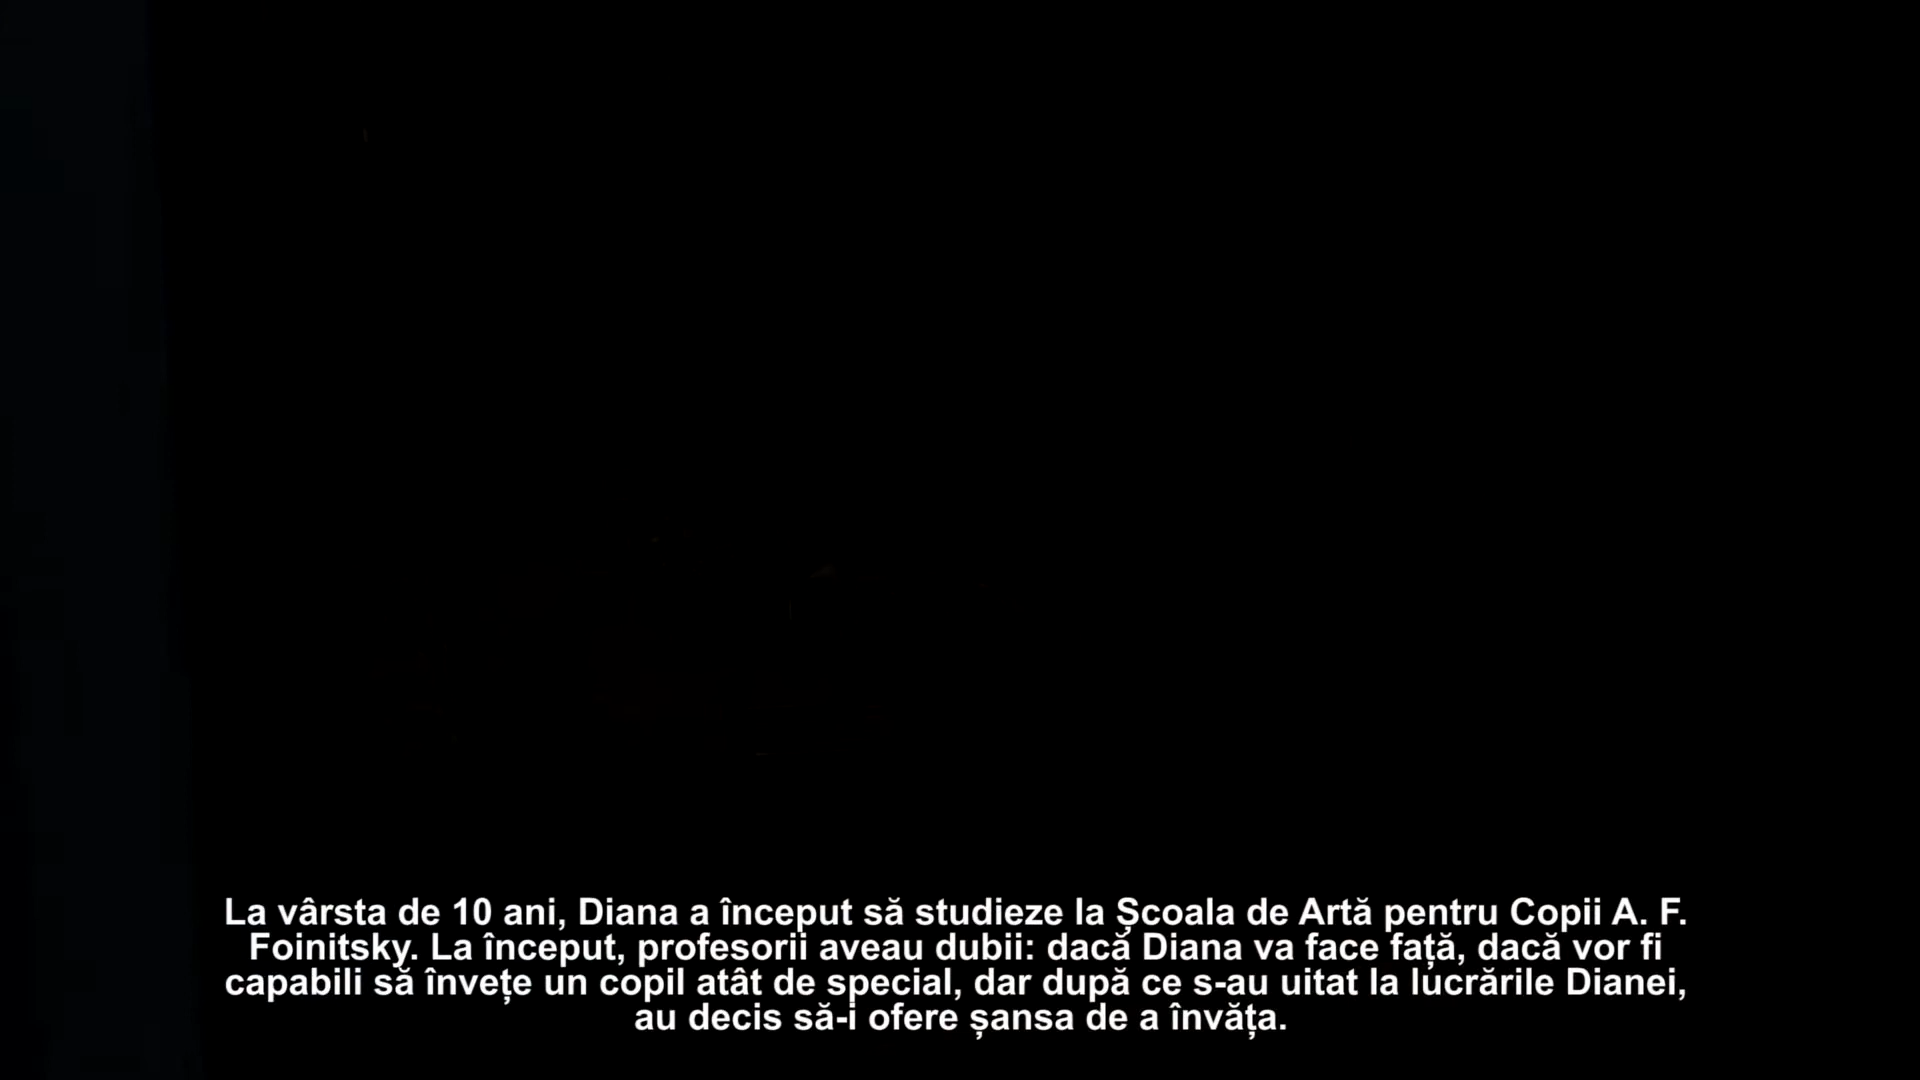 La vârsta de 10 ani, Diana a început să studieze la Școala de Artă pentru Copii A. F.
Foinitsky. La început, profesorii aveau dubii: dacă Diana va face față, dacă vor fi
capabili să învețe un copil atât de special, dar după ce s-au uitat la lucrările Dianei,
au decis să-i ofere șansa de a învăța.